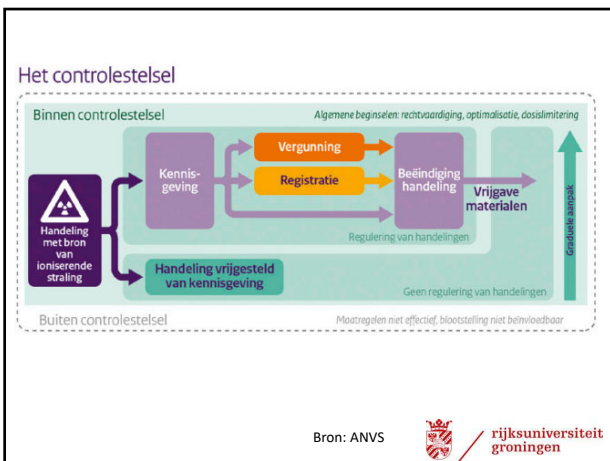 Het controlestelsel
Binnen controlestelsel
Algemene beginselen: rechtvaardiging, optimalisatie, dosislimitering
Handeling
met bron
van
ioniserende
straling
Kennis-
geving
Vergunning
Registratie
Beëindiging
handeling
Vrijgave
materialen
Graduele aanpak
Regulering van handelingen
Handeling vrijgesteld
van kennisgeving
Geen regulering van handelingen
Buiten controlestelsel
Maatregelen niet effectief, blootstelling niet beïnvloedbaar
Bron: ANVS
rijksuniversiteit
groningen